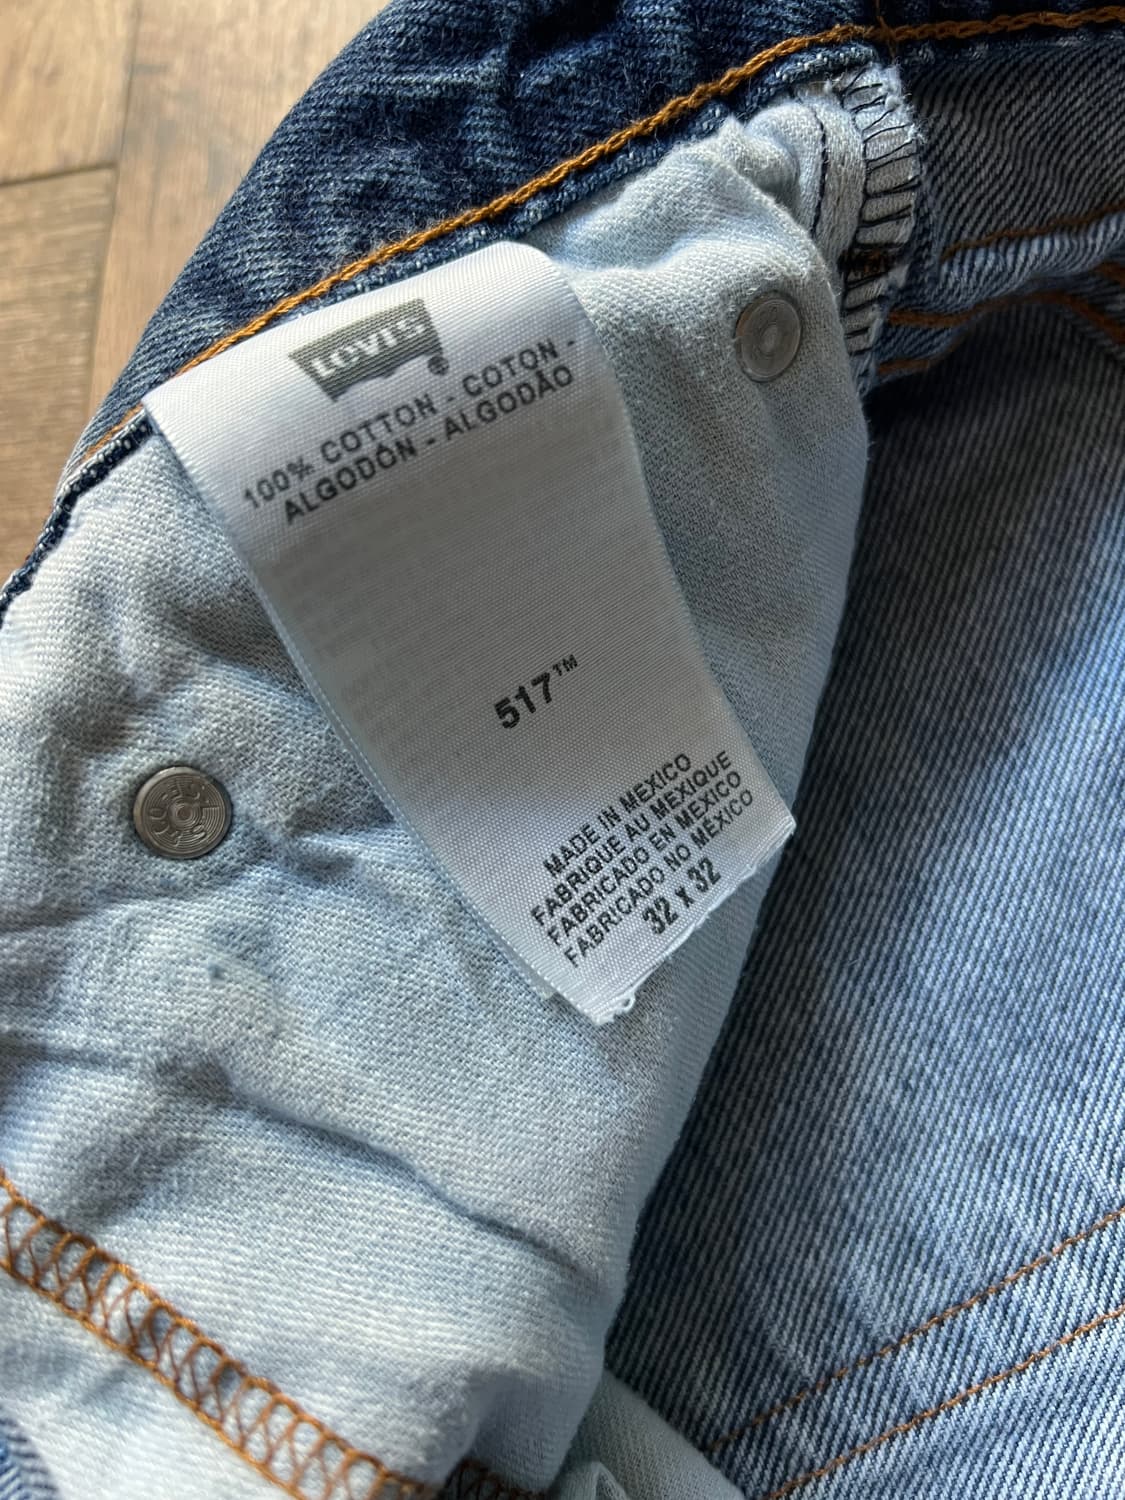 LEVI'S®
100% COTTON - COTON -
ALGODÓN - ALGODÃO
517™
MADE IN MEXICO
FABRIQUE AU MEXIQUE
FABRICADO EN MEXICO
FABRICADO NO MÉXICO
32 x 32